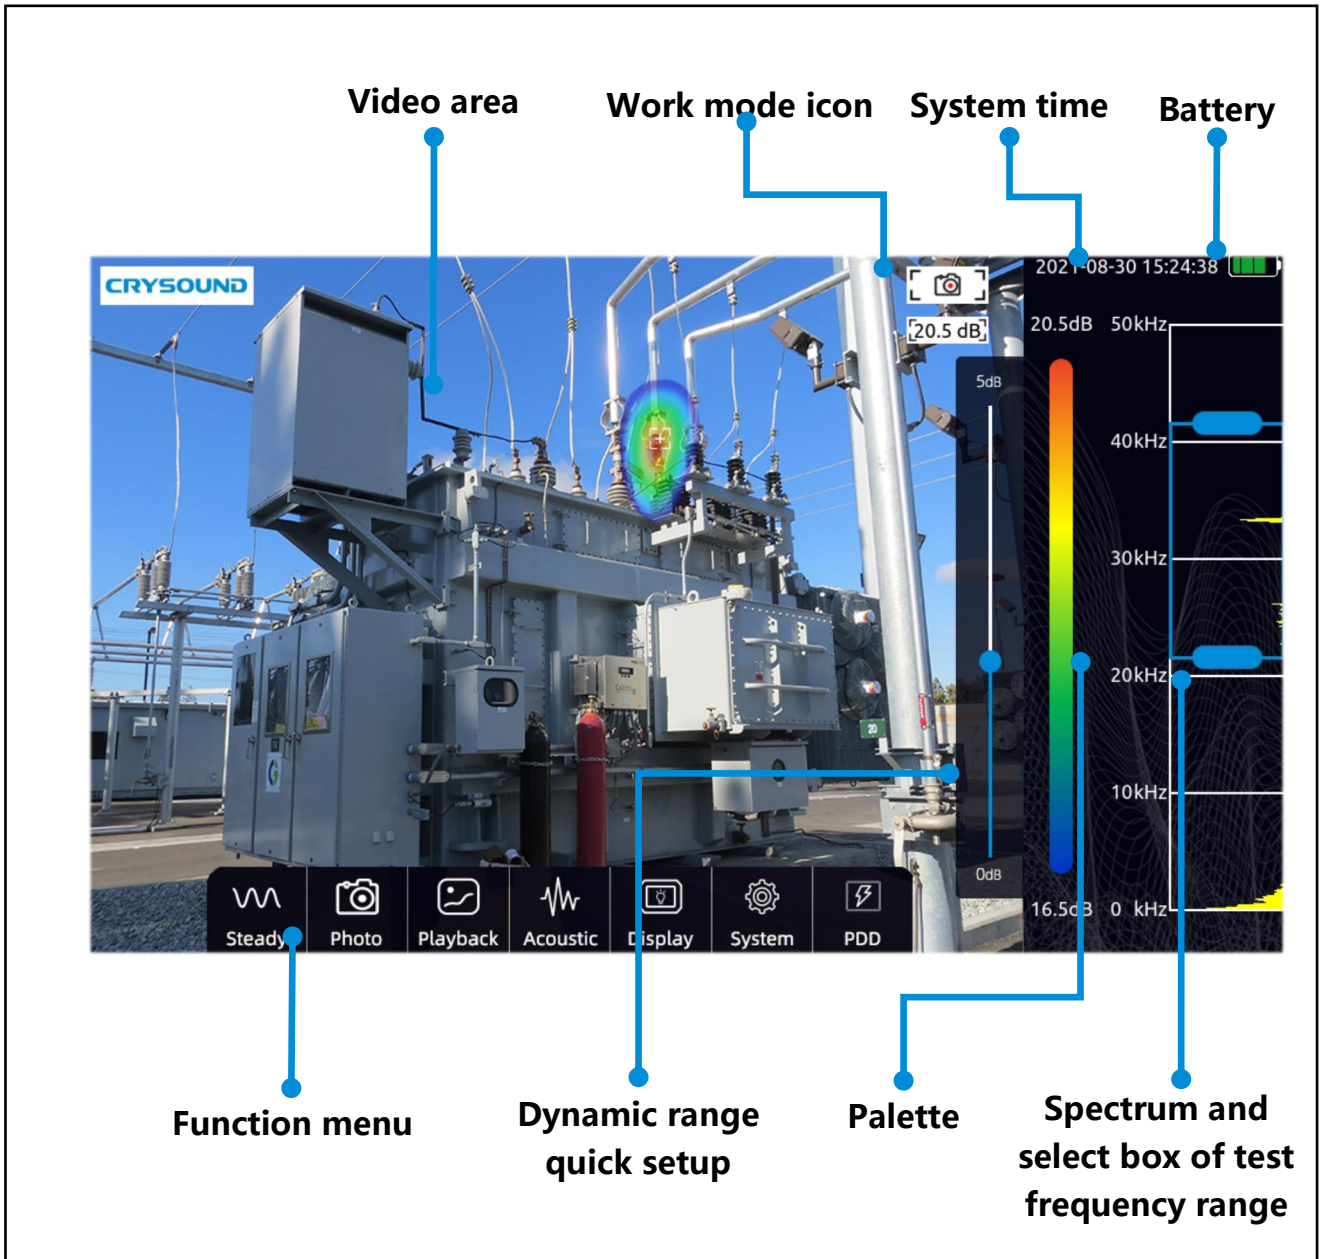 Video area
Work mode icon
System time
Battery
CRYSOUND
2021-08-30 15:24:38
20.5 dB
20.5dB
50kHz
5dB
40kHz
30kHz
20kHz
20
10kHz
0dB
16.5dB
0 kHz
Steady
Photo
Playback
Acoustic
Display
System
PDD
Function menu
Dynamic range
quick setup
Palette
Spectrum and
select box of test
frequency range